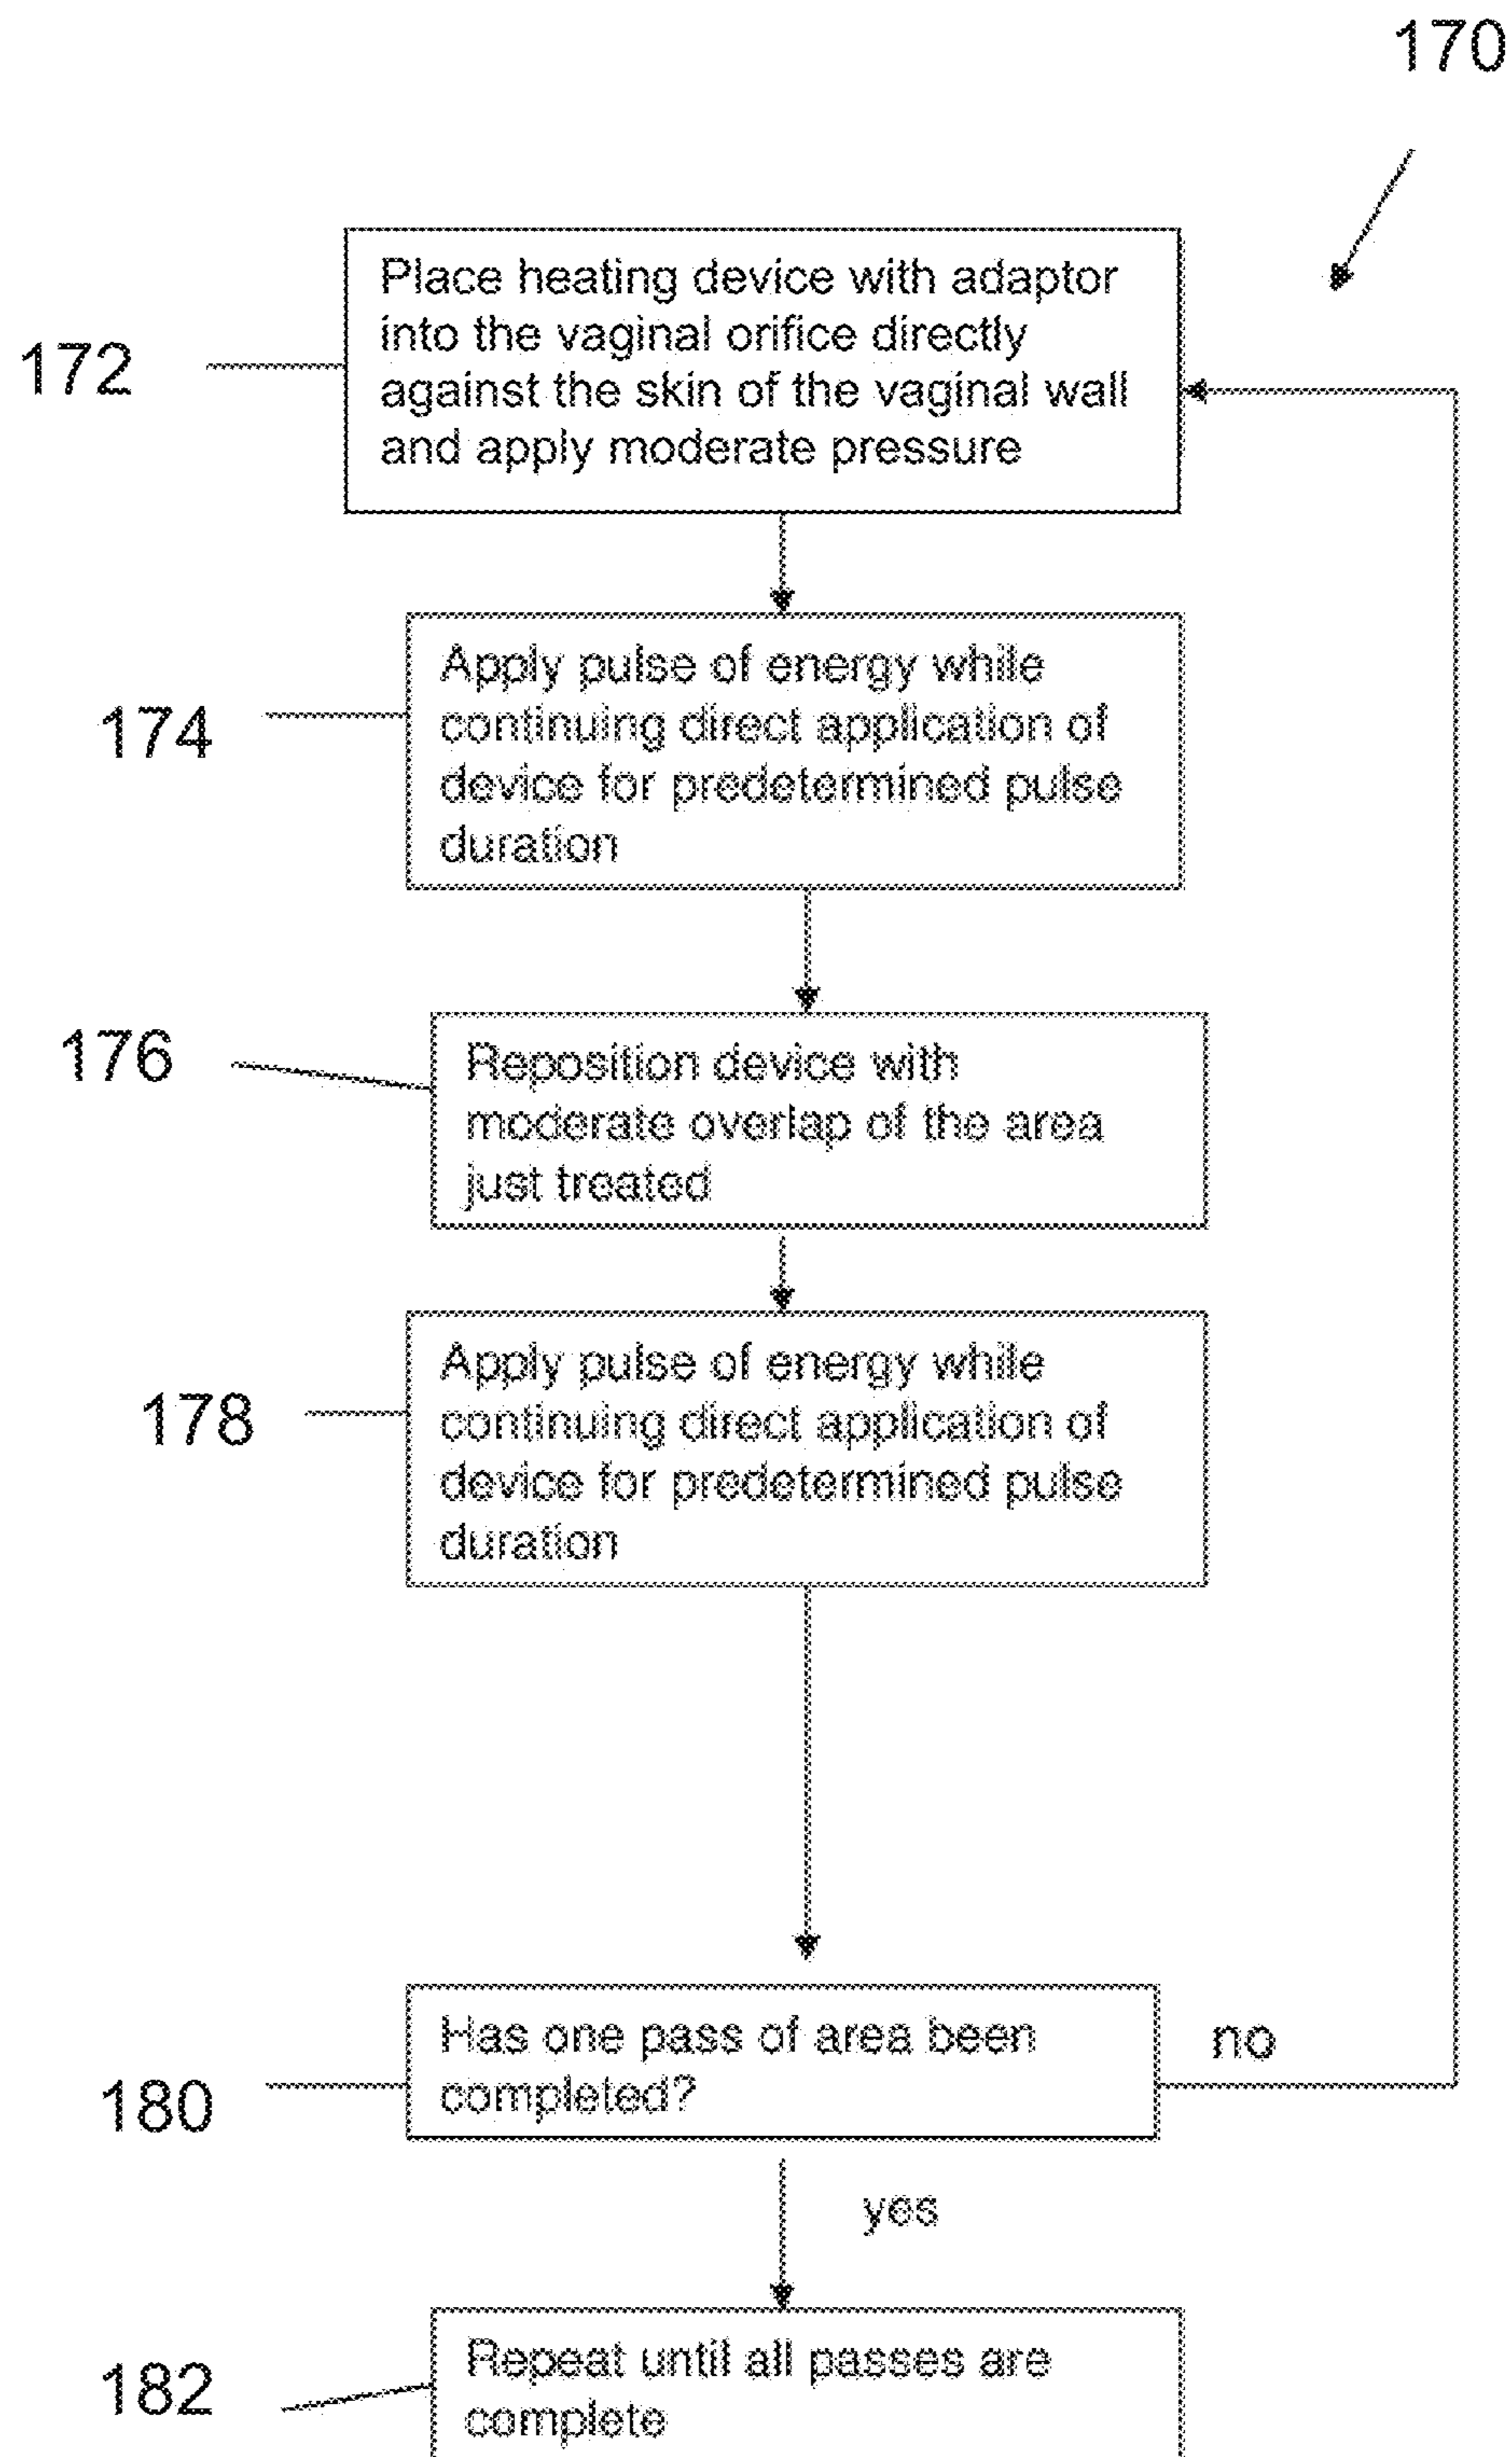 170
172
Place heating device with adaptor
into the vaginal orifice directly
against the skin of the vaginal wall
and apply moderate pressure
174
Apply pulse of energy while
continuing direct application of
device for predetermined pulse
duration
176
Reposition device with
moderate overlap of the area
just treated
178
Apply pulse of energy while
continuing direct application of
device for predetermined pulse
duration
180
Has one pass of area been
completed?
no
yes
182
Repeat until all passes are
complete